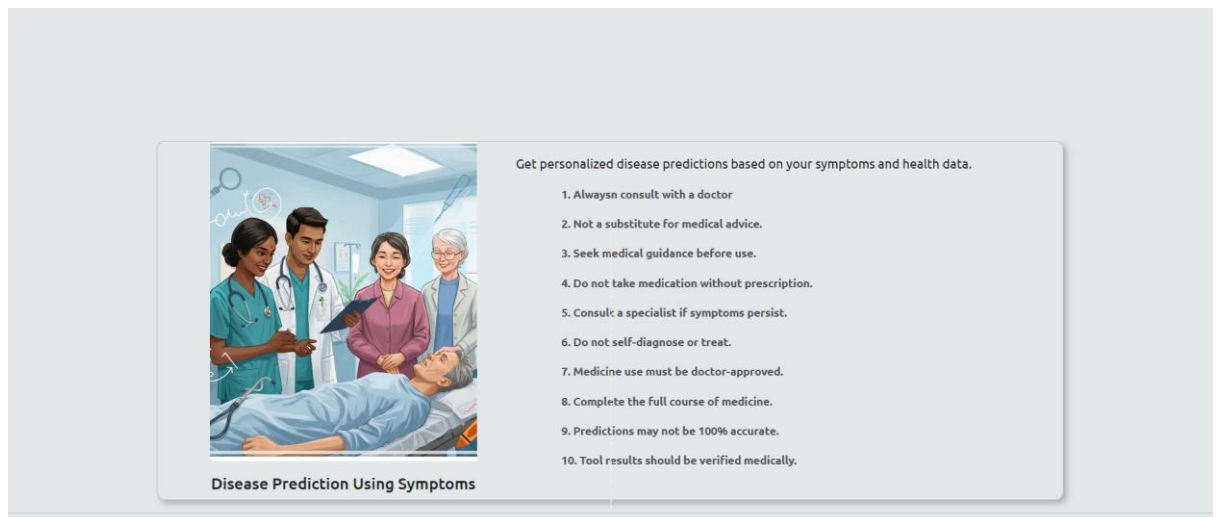 Get personalized disease predictions based on your symptoms and health data.
1. Alwaysn consult with a doctor
2. Not a substitute for medical advice.
3. Seek medical guidance before use.
4. Do not take medication without prescription.
5. Consult a specialist if symptoms persist.
6. Do not self-diagnose or treat.
7. Medicine use must be doctor-approved.
8. Complete the full course of medicine.
9. Predictions may not be 100% accurate.
10. Tool results should be verified medically.
Disease Prediction Using Symptoms